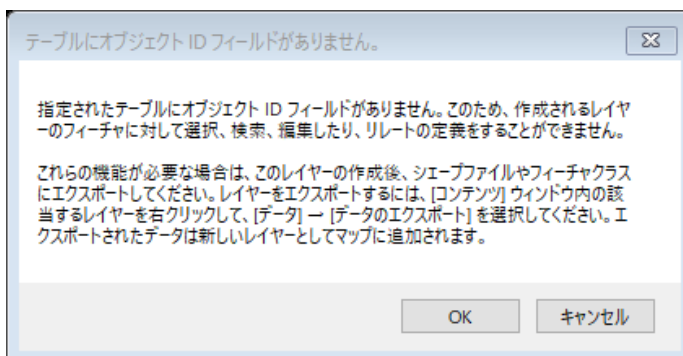 テーブルにオブジェクト ID フィールドがありません。
指定されたテーブルにオブジェクト ID フィールドがありません。このため、作成されるレイヤ
ーのフィーチャに対して選択、検索、編集したり、リレートの定義をすることができません。
これらの機能が必要な場合は、このレイヤーの作成後、シェープファイルやフィーチャクラス
にエクスポートしてください。レイヤーをエクスポートするには、[コンテンツ] ウィンドウ内の該
当するレイヤーを右クリックして、[データ] → [データのエクスポート] を選択してください。エ
クスポートされたデータは新しいレイヤーとしてマップに追加されます。
OK キャンセル